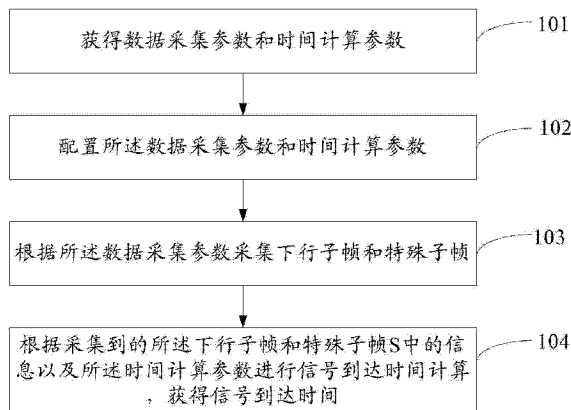 获得数据采集参数和时间计算参数
101
配置所述数据采集参数和时间计算参数
102
根据所述数据采集参数采集下行子帧和特殊子帧
103
根据采集到的所述下行子帧和特殊子帧S中的信
息以及所述时间计算参数进行信号到达时间计算
，获得信号到达时间
104